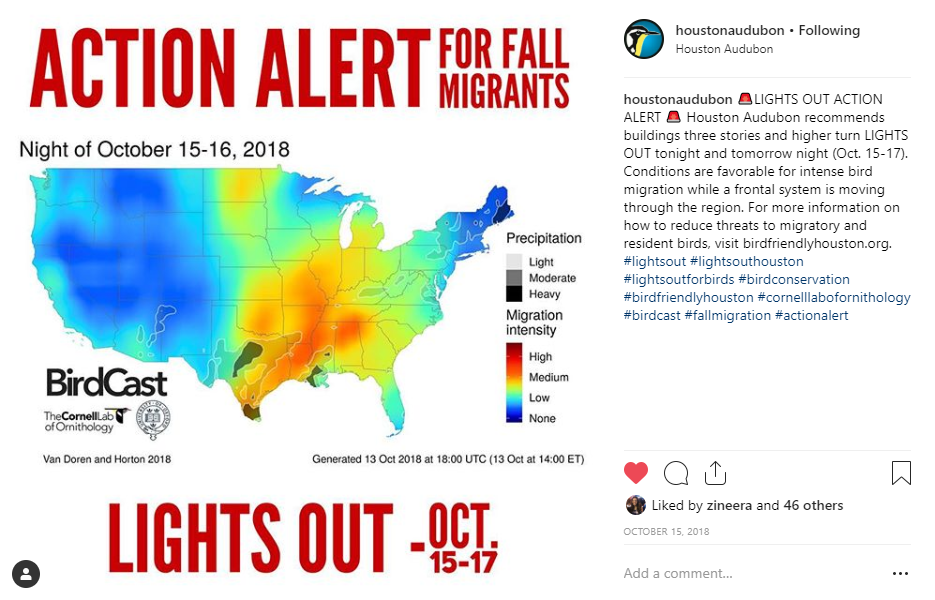 ACTION ALERT FOR FALL MIGRANTS
Night of October 15-16, 2018
Precipitation
Light
Moderate
Heavy
Migration
intensity
High
Medium
Low
None
BirdCast
TheCornellLab
of Ornithology
Van Doren and Horton 2018
Generated 13 Oct 2018 at 18:00 UTC (13 Oct at 14:00 ET)
LIGHTS OUT - OCT. 15-17
houstonaudubon • Following
Houston Audubon
houstonaudubon 🚨LIGHTS OUT ACTION
ALERT 🚨 Houston Audubon recommends
buildings three stories and higher turn LIGHTS
OUT tonight and tomorrow night (Oct. 15-17).
Conditions are favorable for intense bird
migration while a frontal system is moving
through the region. For more information on
how to reduce threats to migratory and
resident birds, visit birdfriendlyhouston.org.
#lightsout #lightsouthouston
#lightsoutforbirds #birdconservation
#birdfriendlyhouston #cornelllabofornithology
#birdcast #fallmigration #actionalert
Liked by zineera and 46 others
OCTOBER 15, 2018
Add a comment...